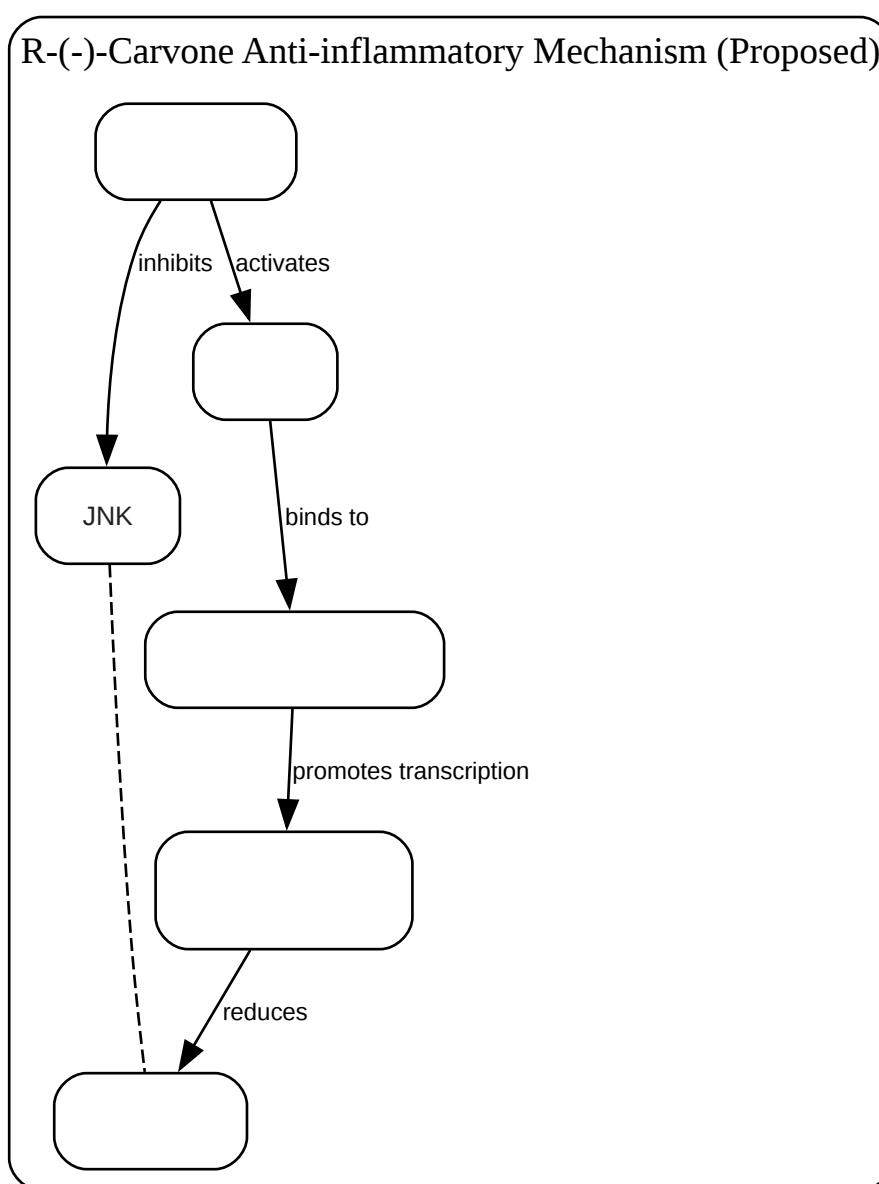 R-(-)-Carvone Anti-inflammatory Mechanism (Proposed)
inhibits
activates
JNK
binds to
promotes transcription
reduces